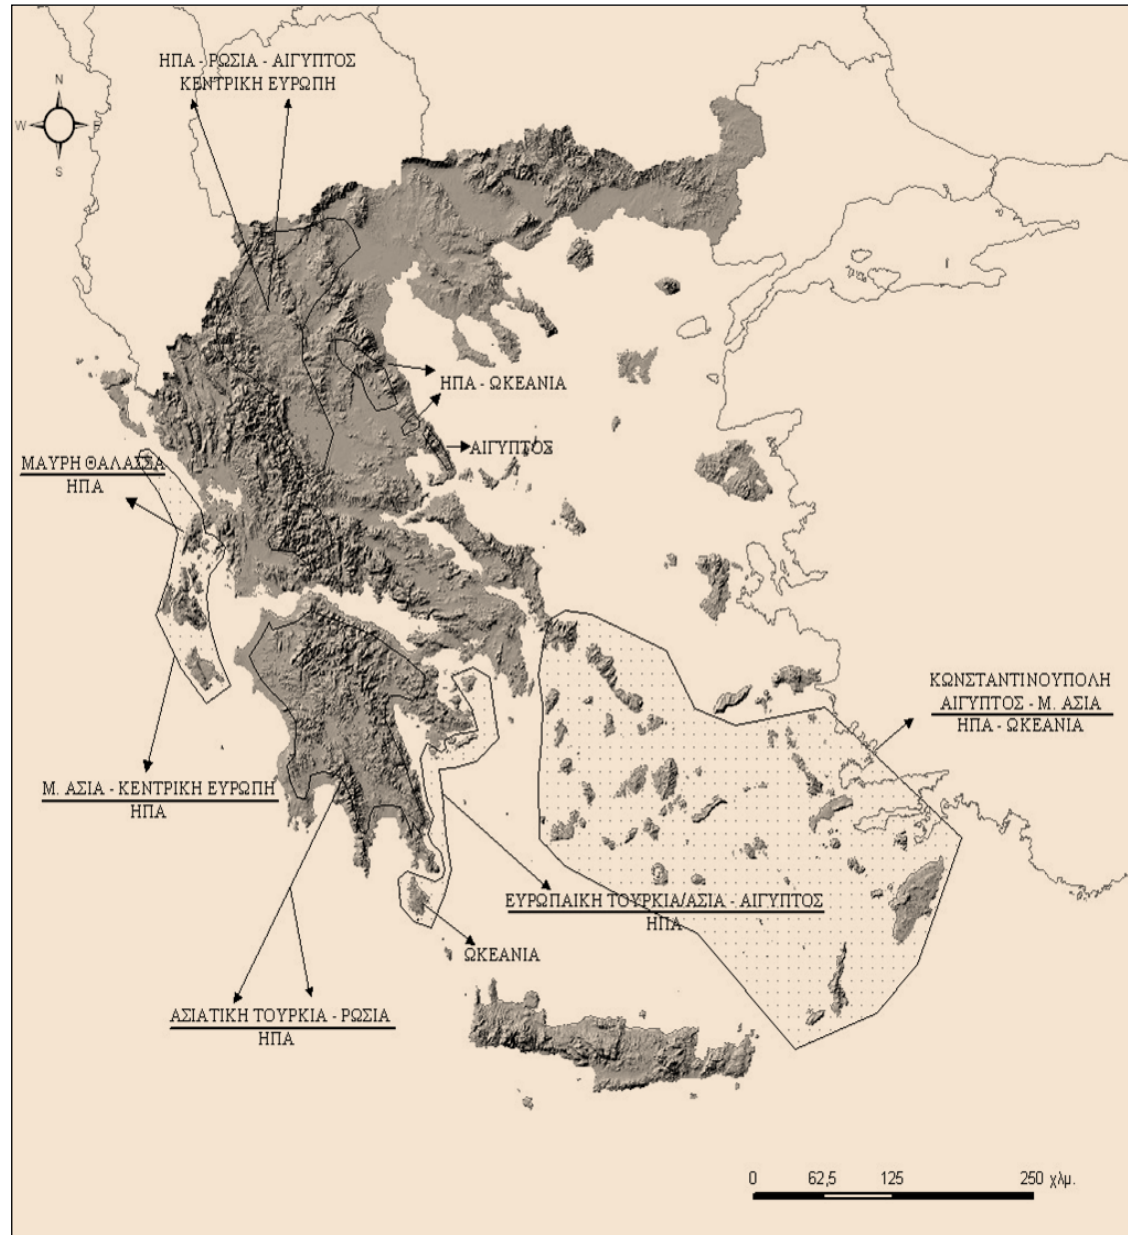 ΗΠΑ - ΡΩΣΙΑ - ΑΙΓΥΠΤΟΣ
ΚΕΝΤΡΙΚΗ ΕΥΡΩΠΗ
N
W
E
S
ΗΠΑ - ΩΚΕΑΝΙΑ
ΑΙΓΥΠΤΟΣ
ΜΑΥΡΗ ΘΑΛΑΣΣΑ
ΗΠΑ
ΚΩΝΣΤΑΝΤΙΝΟΥΠΟΛΗ
ΑΙΓΥΠΤΟΣ - Μ. ΑΣΙΑ
ΗΠΑ - ΩΚΕΑΝΙΑ
Μ. ΑΣΙΑ - ΚΕΝΤΡΙΚΗ ΕΥΡΩΠΗ
ΗΠΑ
ΕΥΡΩΠΑΙΚΗ ΤΟΥΡΚΙΑ/ΑΣΙΑ - ΑΙΓΥΠΤΟΣ
ΗΠΑ
ΩΚΕΑΝΙΑ
ΑΣΙΑΤΙΚΗ ΤΟΥΡΚΙΑ - ΡΩΣΙΑ
ΗΠΑ
0 62,5 125 250 χλμ.